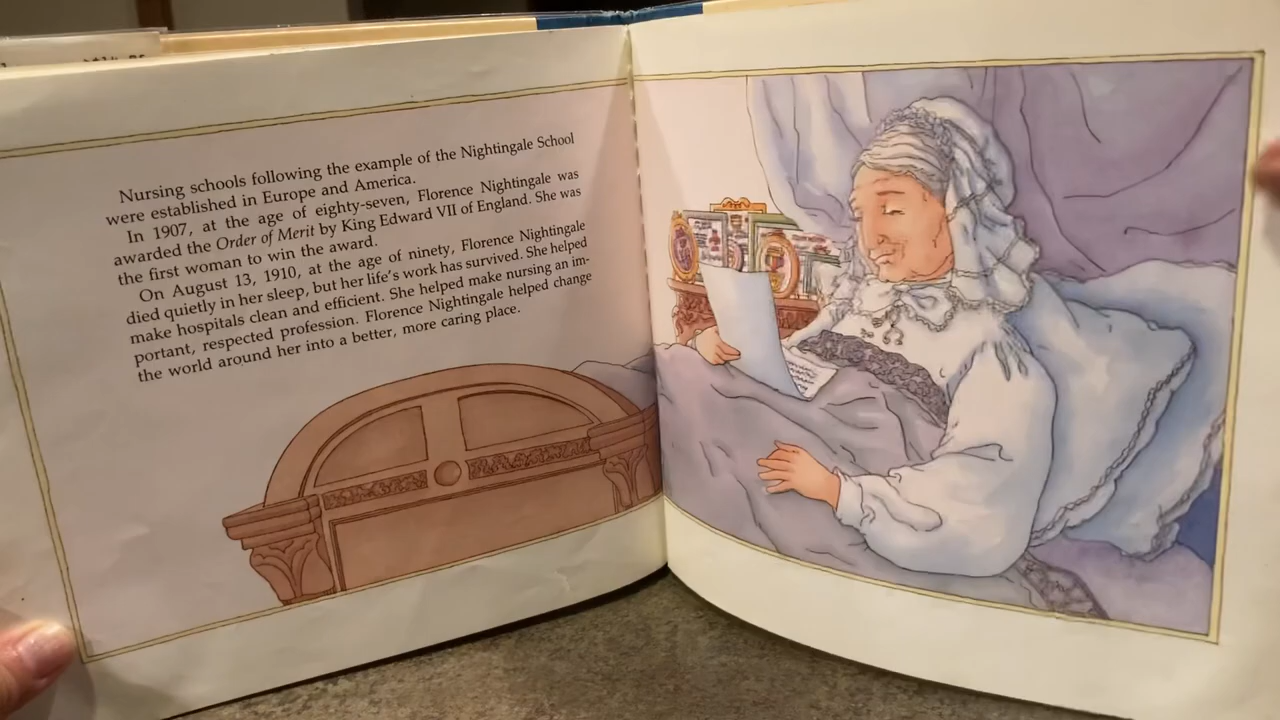 Nursing schools following the example of the Nightingale School
were established in Europe and America.
In 1907, at the age of eighty-seven, Florence Nightingale was
awarded the Order of Merit by King Edward VII of England. She was
the first woman to win the award.
On August 13, 1910, at the age of ninety, Florence Nightingale
died quietly in her sleep, but her life's work has survived. She helped
make hospitals clean and efficient. She helped make nursing an im-
portant, respected profession. Florence Nightingale helped change
the world around her into a better, more caring place.